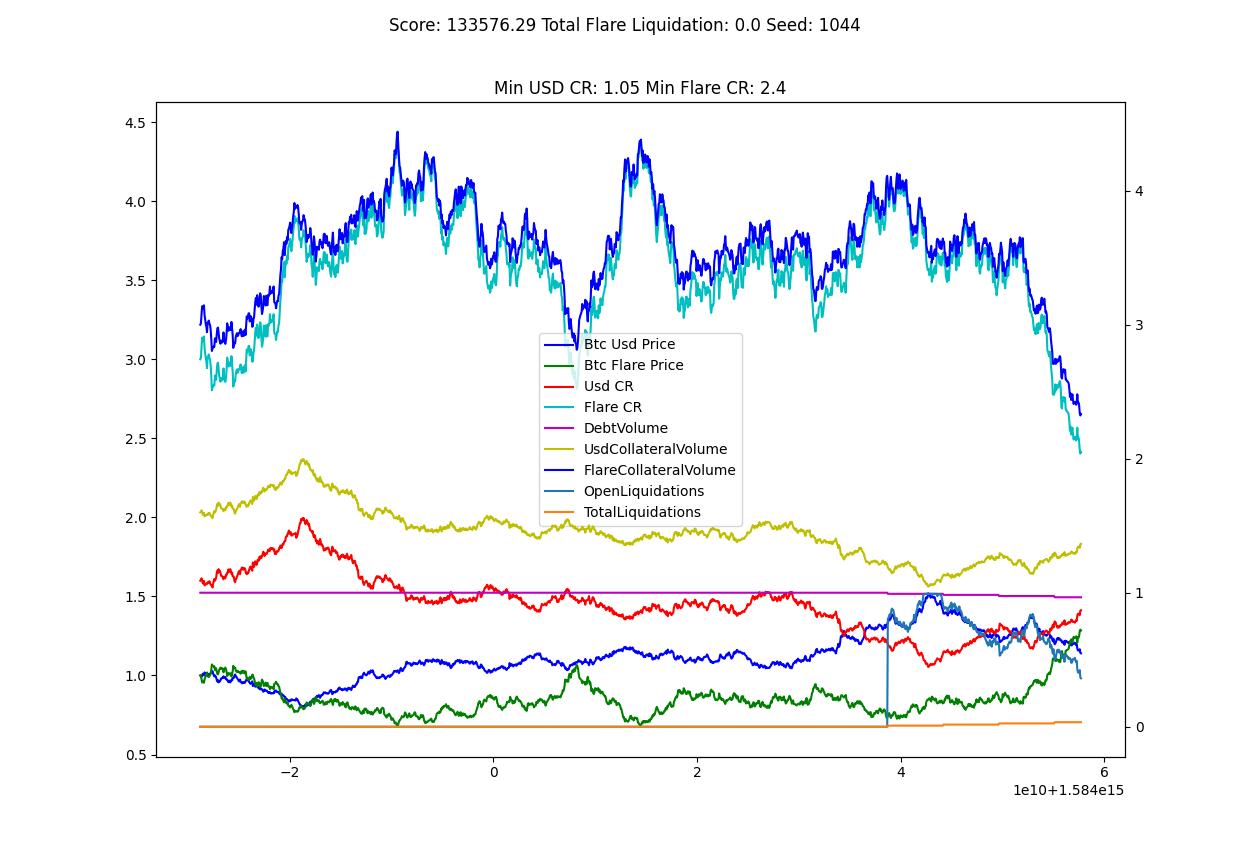 Score: 133576.29 Total Flare Liquidation: 0.0 Seed: 1044
Min USD CR: 1.05 Min Flare CR: 2.4
4.5
4.0
3.5
3.0
2.5
2.0
1.5
1.0
0.5
4
3
2
1
0
Btc Usd Price
Btc Flare Price
Usd CR
Flare CR
DebtVolume
UsdCollateralVolume
FlareCollateralVolume
OpenLiquidations
TotalLiquidations
−2 0 2 4 6
1e10+1.584e15